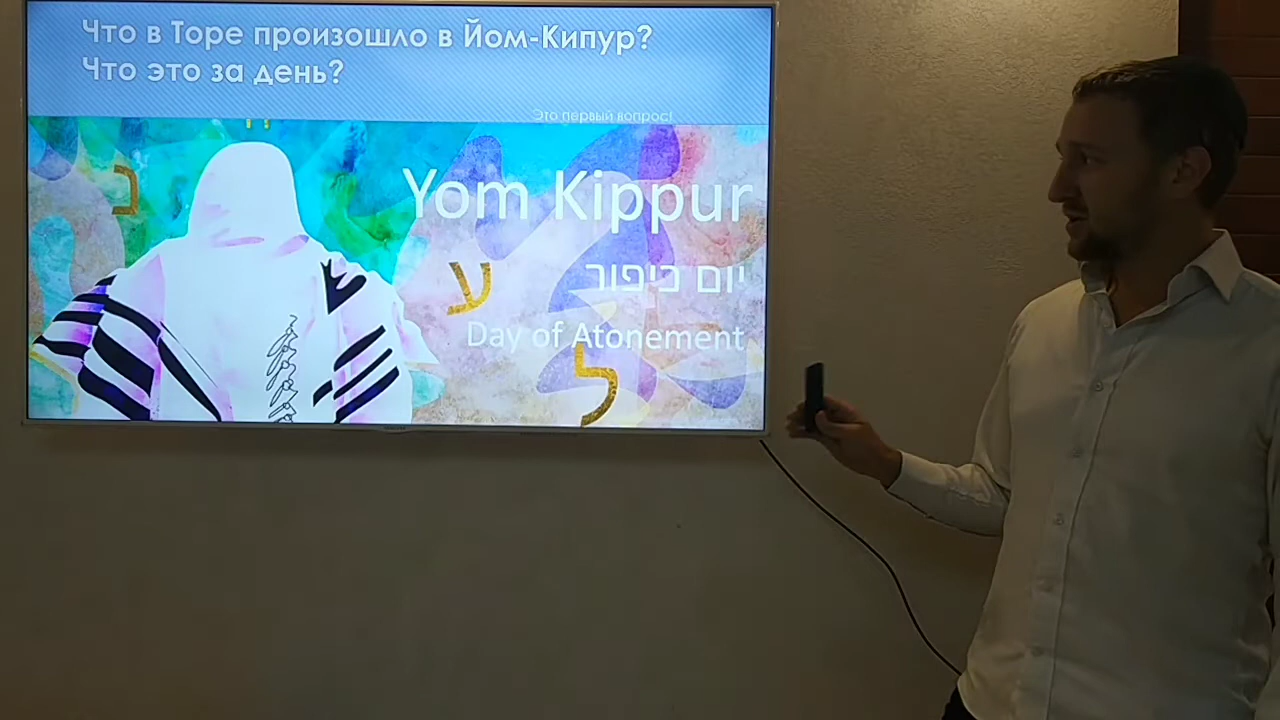 Что в Торе произошло в Йом-Кипур?
Что это за день?
Это первый вопрос!
Yom Kippur
יום כיפור
Day of Atonement
כ
ש
ע
ל